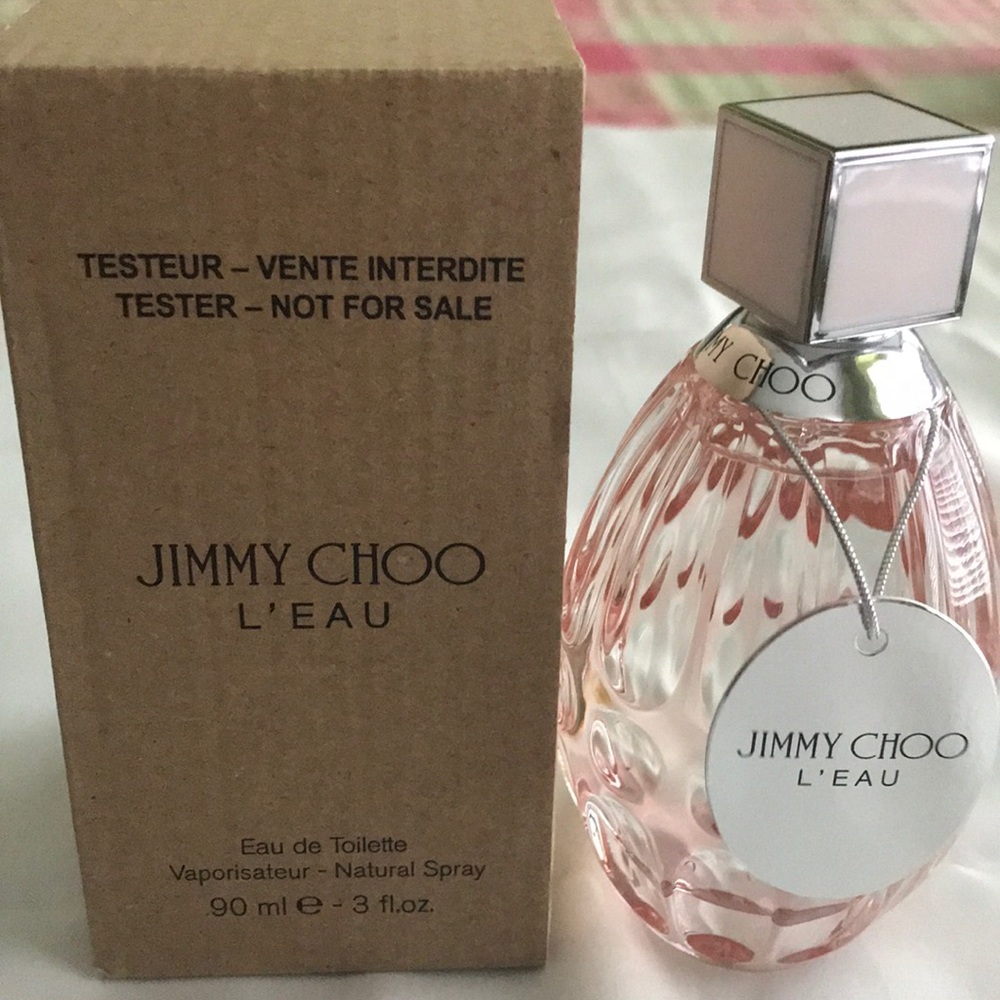 TESTEUR – VENTE INTERDITE
TESTER – NOT FOR SALE
JIMMY CHOO
L'EAU
Eau de Toilette
Vaporisateur - Natural Spray
90 ml ℮ - 3 fl.oz.
MY CHOO
JIMMY CHOO
L'EAU